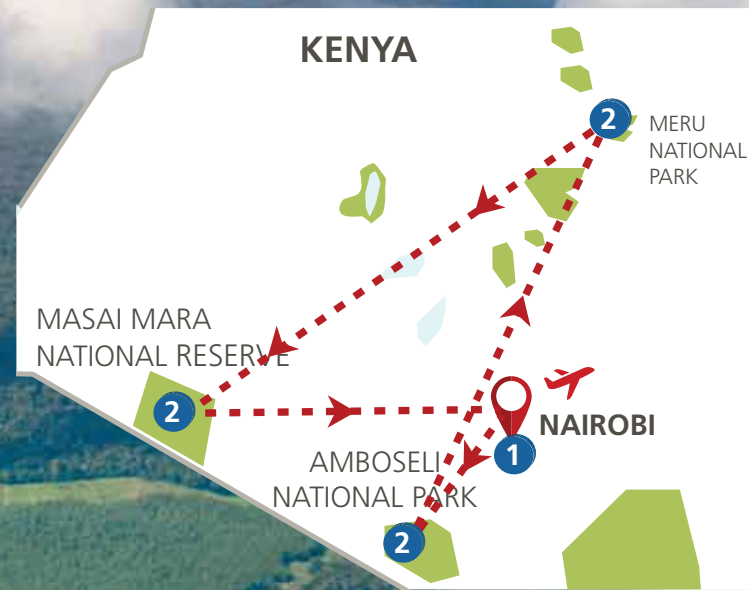 KENYA
2
MERU
NATIONAL
PARK
MASAI MARA
NATIONAL RESERVE
2
NAIROBI
1
AMBOSELI
NATIONAL PARK
2